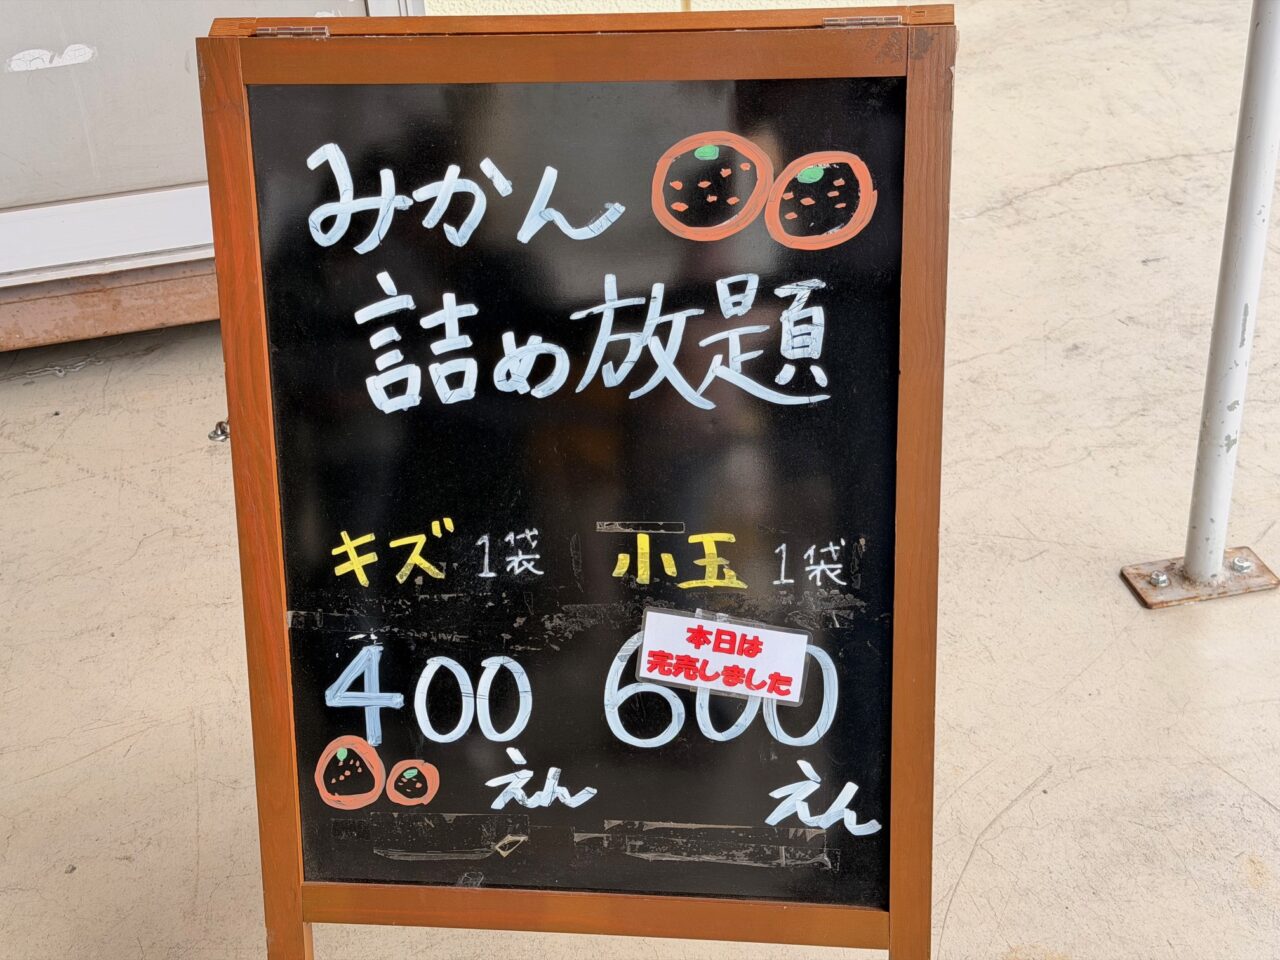 みかん
詰め放題
キズ 1袋
400
えん
小玉 1袋
600
本日は
完売しました
えん